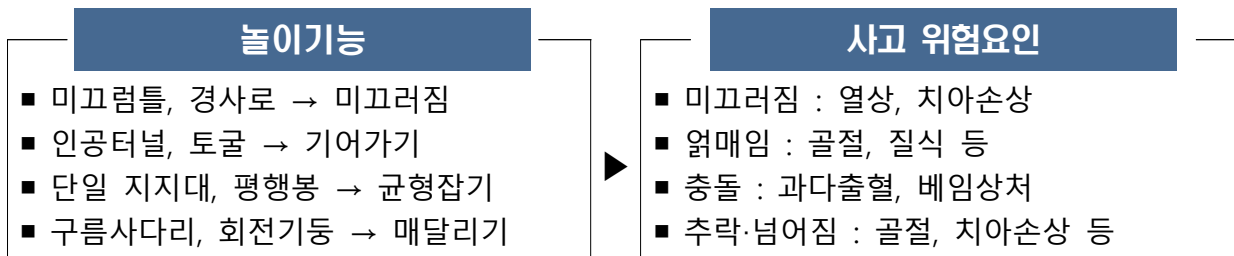 놀이기능
■ 미끄럼틀, 경사로 → 미끄러짐
■ 인공터널, 토굴 → 기어가기
■ 단일 지지대, 평행봉 → 균형잡기
■ 구름사다리, 회전기둥 → 매달리기
▶
사고 위험요인
■ 미끄러짐 : 열상, 치아손상
■ 얽매임 : 골절, 질식 등
■ 충돌 : 과다출혈, 베임상처
■ 추락·넘어짐 : 골절, 치아손상 등